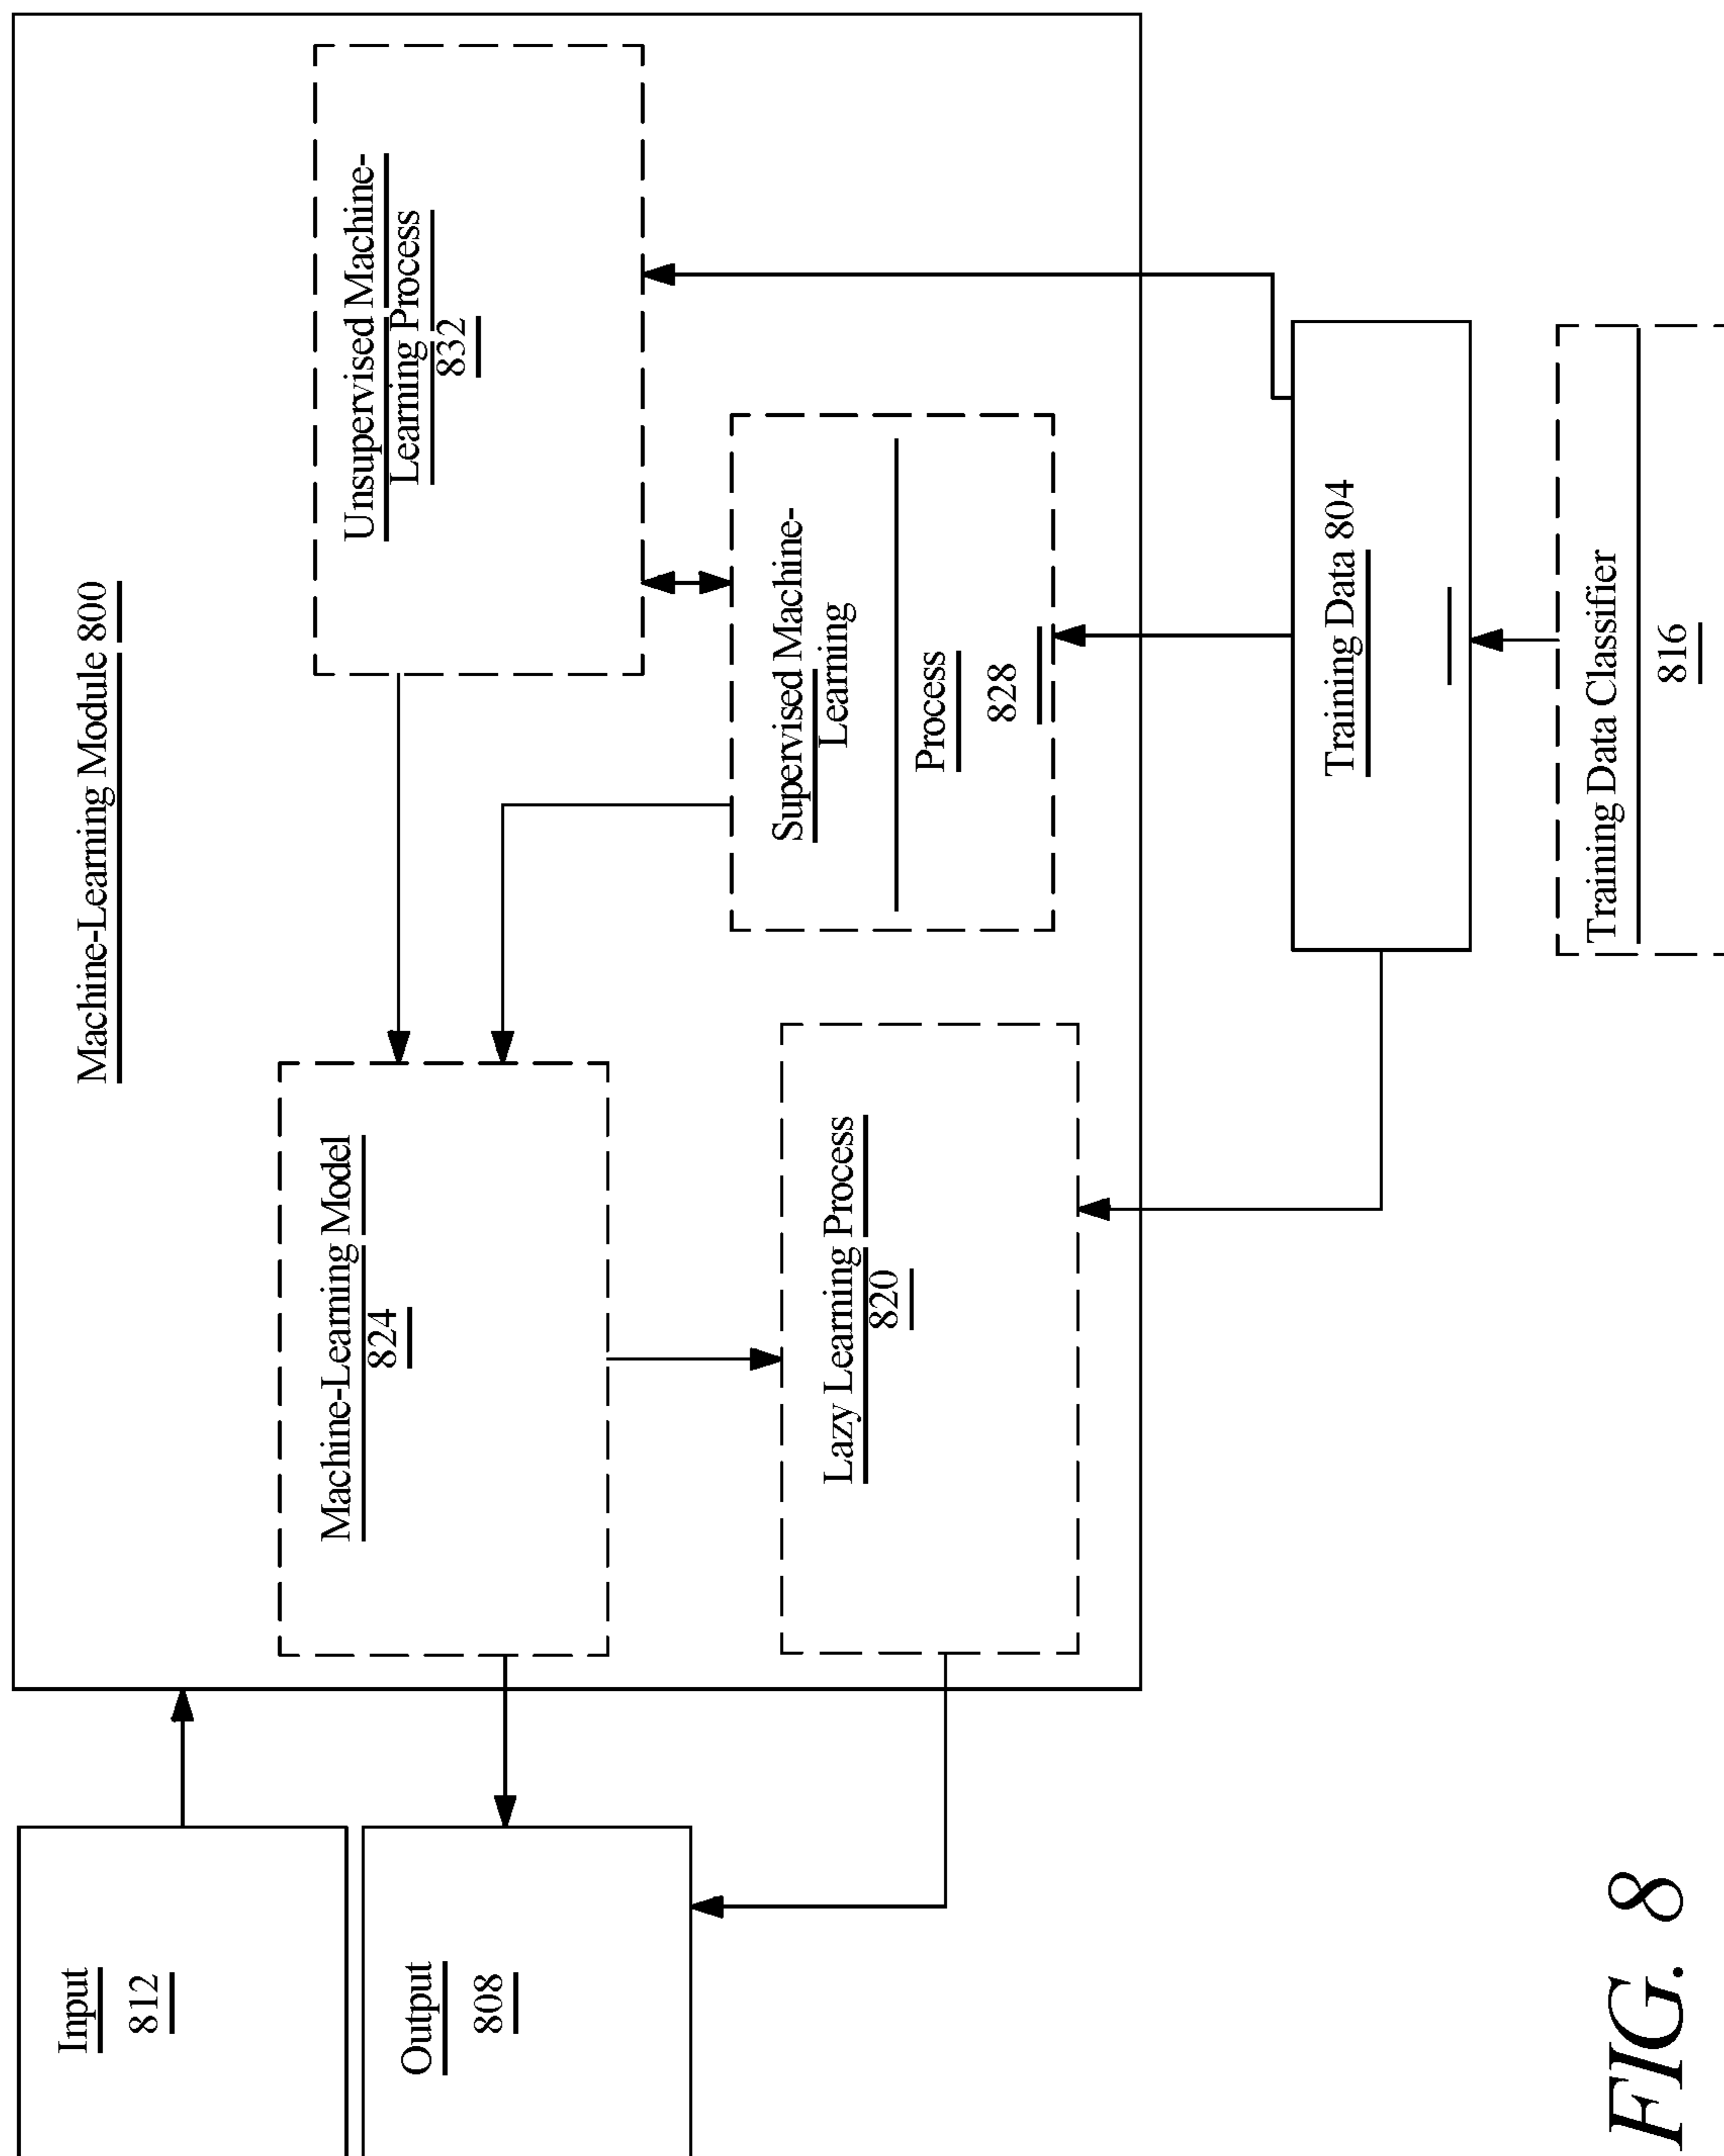 Machine-Learning Module 800
Input
812
Machine-Learning Model
824
Unsupervised Machine-
Learning Process
832
Output
808
Supervised Machine-
Learning
Process
828
Lazy Learning Process
820
Training Data 804
Training Data Classifier
816
FIG. 8